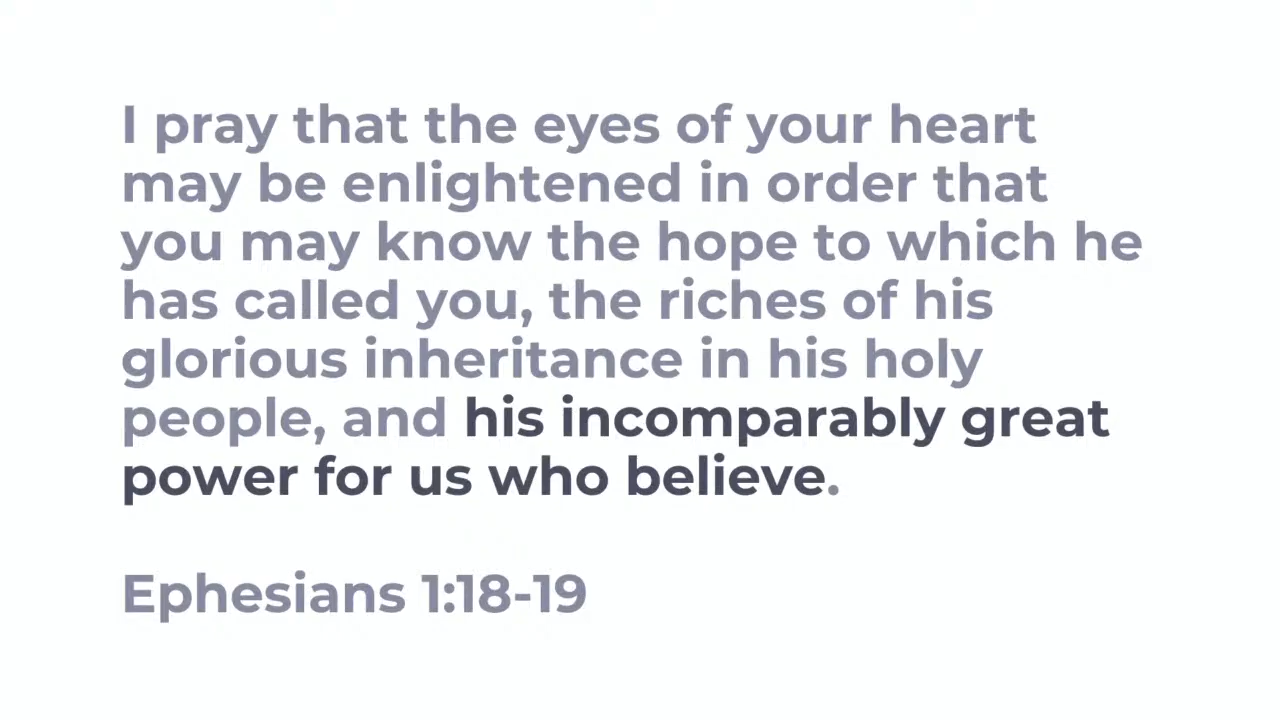 I pray that the eyes of your heart
may be enlightened in order that
you may know the hope to which he
has called you, the riches of his
glorious inheritance in his holy
people, and his incomparably great
power for us who believe.
Ephesians 1:18-19